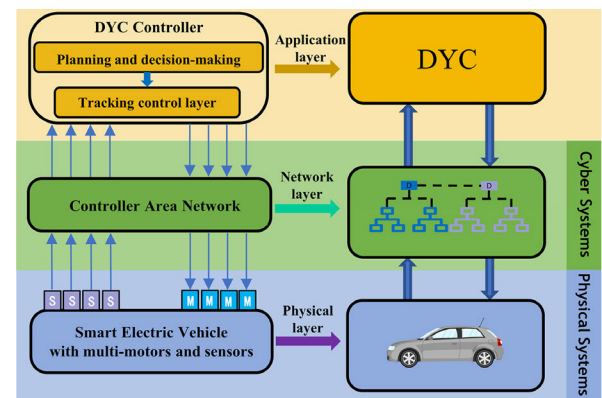 DYC Controller
Planning and decision-making
Tracking control layer
Application
layer
DYC
Controller Area Network
Network
layer
D
D
Cyber Systems
S
S
S
S
M
M
M
M
Smart Electric Vehicle
with multi-motors and sensors
Physical
layer
Physical Systems